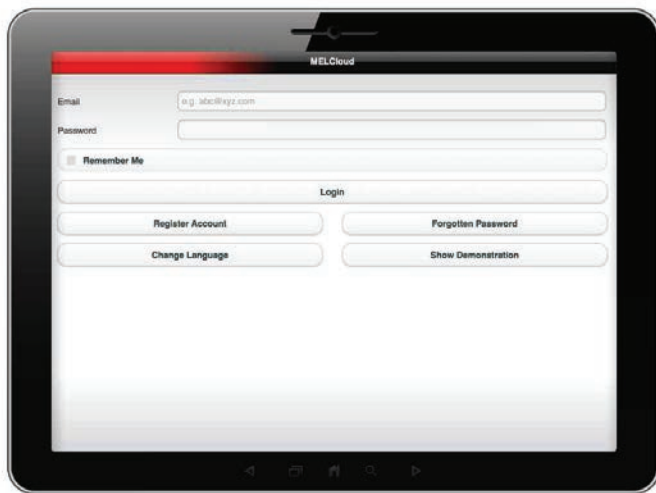 MELCloud
Email e.g. abc@xyz.com
Password
Remember Me
Login
Register Account Forgotten Password
Change Language Show Demonstration